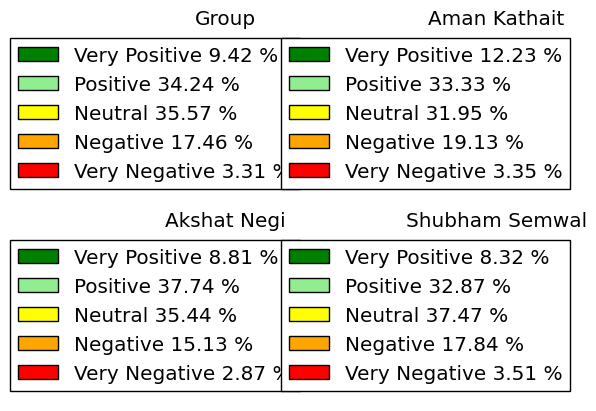 Group
Very Positive 9.42 %
Positive 34.24 %
Neutral 35.57 %
Negative 17.46 %
Very Negative 3.31 %
Aman Kathait
Very Positive 12.23 %
Positive 33.33 %
Neutral 31.95 %
Negative 19.13 %
Very Negative 3.35 %
Akshat Negi
Very Positive 8.81 %
Positive 37.74 %
Neutral 35.44 %
Negative 15.13 %
Very Negative 2.87 %
Shubham Semwal
Very Positive 8.32 %
Positive 32.87 %
Neutral 37.47 %
Negative 17.84 %
Very Negative 3.51 %